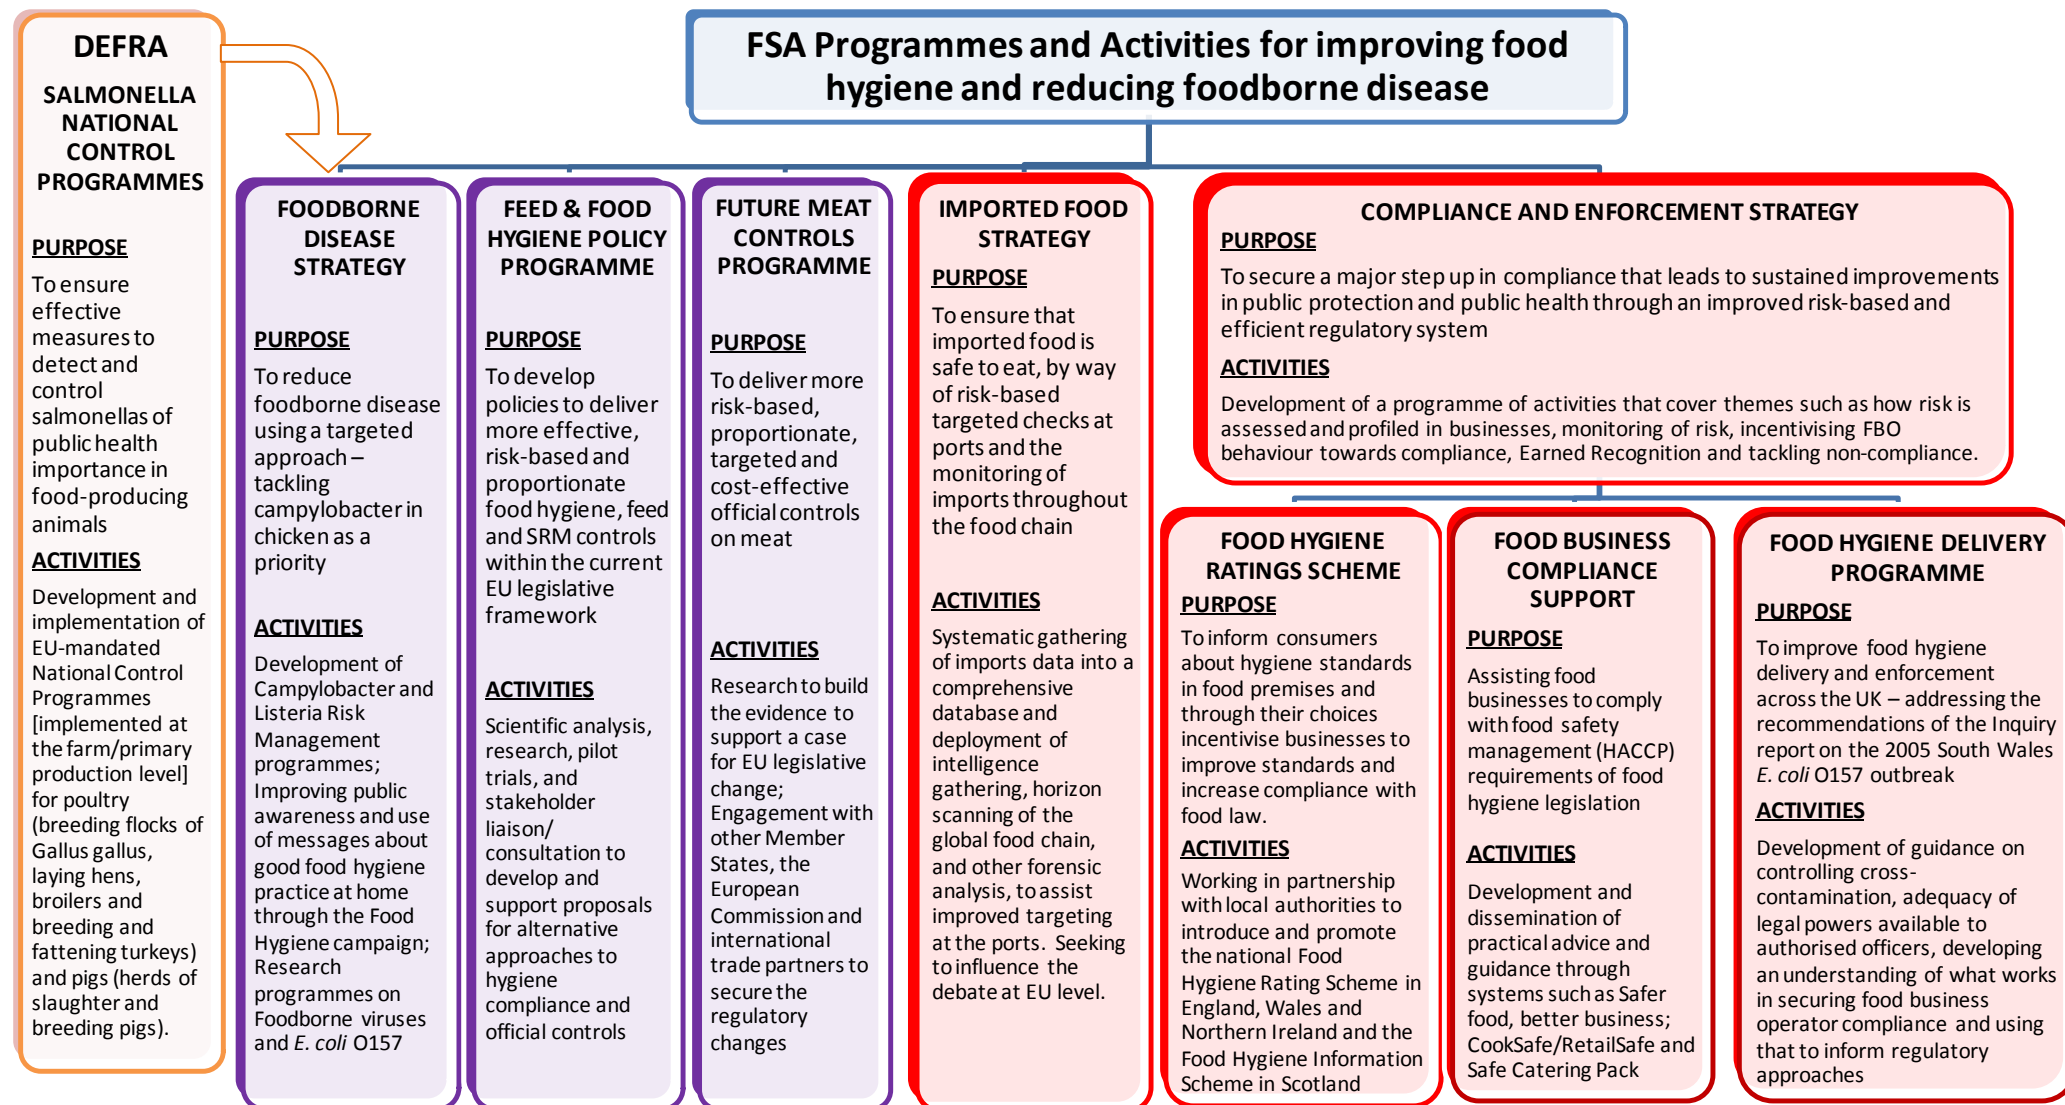 DEFRA
SALMONELLA
NATIONAL
CONTROL
PROGRAMMES
PURPOSE
To ensure
effective
measures to
detect and
control
salmonellas of
public health
importance in
food-producing
animals
ACTIVITIES
Development and
implementation of
EU-mandated
National Control
Programmes
[implemented at
the farm/primary
production level]
for poultry
(breeding flocks of
Gallus gallus,
laying hens,
broilers and
breeding and
fattening turkeys)
and pigs (herds of
slaughter and
breeding pigs).
FSA Programmes and Activities for improving food
hygiene and reducing foodborne disease
FOODBORNE
DISEASE
STRATEGY
PURPOSE
To reduce
foodborne disease
using a targeted
approach –
tackling
campylobacter in
chicken as a
priority
ACTIVITIES
Development of
Campylobacter and
Listeria Risk
Management
programmes;
Improving public
awareness and use
of messages about
good food hygiene
practice at home
through the Food
Hygiene campaign;
Research
programmes on
Foodborne viruses
and E. coli O157
FEED & FOOD
HYGIENE POLICY
PROGRAMME
PURPOSE
To develop
policies to deliver
more effective,
risk-based and
proportionate
food hygiene, feed
and SRM controls
within the current
EU legislative
framework
ACTIVITIES
Scientific analysis,
research, pilot
trials, and
stakeholder
liaison/
consultation to
develop and
support proposals
for alternative
approaches to
hygiene
compliance and
official controls
FUTURE MEAT
CONTROLS
PROGRAMME
PURPOSE
To deliver more
risk-based,
proportionate,
targeted and
cost-effective
official controls
on meat
ACTIVITIES
Research to build
the evidence to
support a case
for EU legislative
change;
Engagement with
other Member
States, the
European
Commission and
international
trade partners to
secure the
regulatory
changes
IMPORTED FOOD
STRATEGY
PURPOSE
To ensure that
imported food is
safe to eat, by way
of risk-based
targeted checks at
ports and the
monitoring of
imports throughout
the food chain
ACTIVITIES
Systematic gathering
of imports data into a
comprehensive
database and
deployment of
intelligence
gathering, horizon
scanning of the
global food chain,
and other forensic
analysis, to assist
improved targeting
at the ports. Seeking
to influence the
debate at EU level.
COMPLIANCE AND ENFORCEMENT STRATEGY
PURPOSE
To secure a major step up in compliance that leads to sustained improvements
in public protection and public health through an improved risk-based and
efficient regulatory system
ACTIVITIES
Development of a programme of activities that cover themes such as how risk is
assessed and profiled in businesses, monitoring of risk, incentivising FBO
behaviour towards compliance, Earned Recognition and tackling non-compliance.
FOOD HYGIENE
RATINGS SCHEME
PURPOSE
To inform consumers
about hygiene standards
in food premises and
through their choices
incentivise businesses to
improve standards and
increase compliance with
food law.
ACTIVITIES
Working in partnership
with local authorities to
introduce and promote
the national Food
Hygiene Rating Scheme in
England, Wales and
Northern Ireland and the
Food Hygiene Information
Scheme in Scotland
FOOD BUSINESS
COMPLIANCE
SUPPORT
PURPOSE
Assisting food
businesses to comply
with food safety
management (HACCP)
requirements of food
hygiene legislation
ACTIVITIES
Development and
dissemination of
practical advice and
guidance through
systems such as Safer
food, better business;
CookSafe/RetailSafe and
Safe Catering Pack
FOOD HYGIENE DELIVERY
PROGRAMME
PURPOSE
To improve food hygiene
delivery and enforcement
across the UK – addressing the
recommendations of the Inquiry
report on the 2005 South Wales
E. coli O157 outbreak
ACTIVITIES
Development of guidance on
controlling cross-
contamination, adequacy of
legal powers available to
authorised officers, developing
an understanding of what works
in securing food business
operator compliance and using
that to inform regulatory
approaches